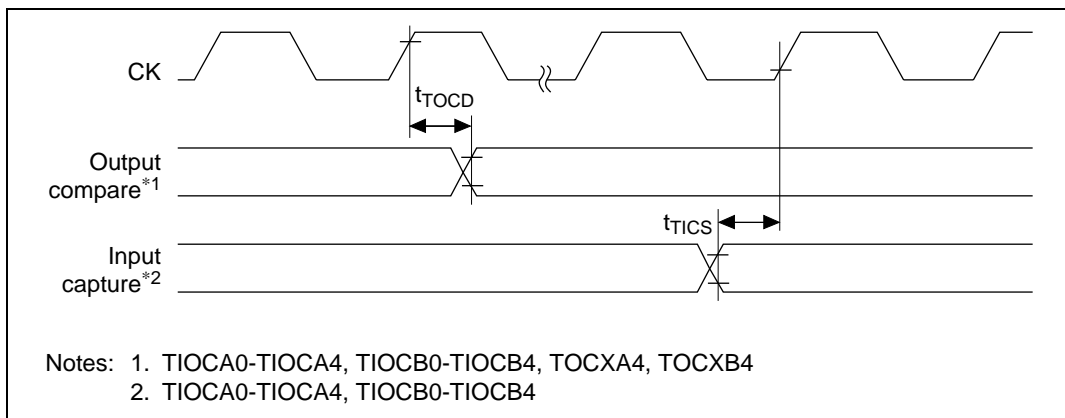 CK
tTOCD
Output
compare*1
tTICS
Input
capture*2
Notes: 1. TIOCA0-TIOCA4, TIOCB0-TIOCB4, TOCXA4, TOCXB4
2. TIOCA0-TIOCA4, TIOCB0-TIOCB4